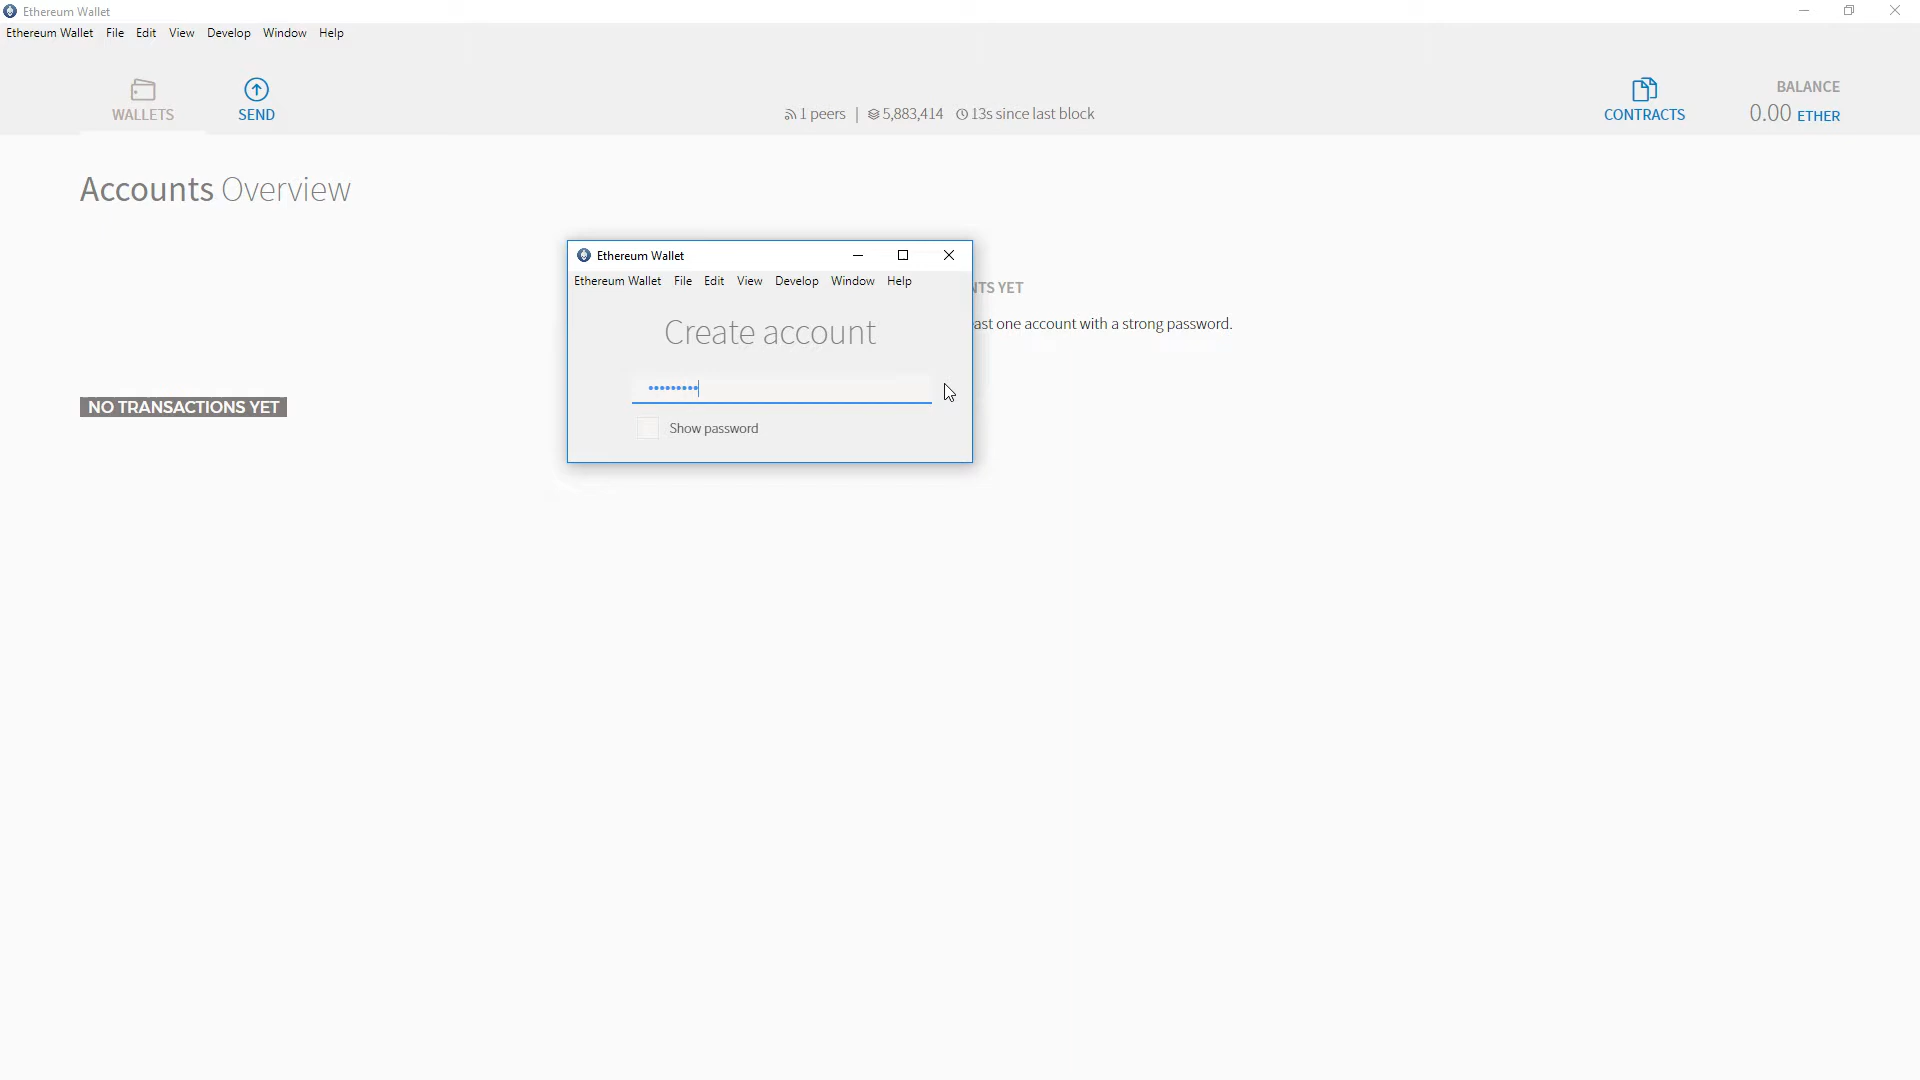 Ethereum Wallet
Ethereum Wallet File Edit View Develop Window Help
WALLETS
SEND
1 peers | 5,883,414 13s since last block
CONTRACTS
BALANCE
0.00 ETHER
Accounts Overview
Ethereum Wallet
Ethereum Wallet File Edit View Develop Window Help
Create account
•••••••••
Show password
NTS YET
ast one account with a strong password.
NO TRANSACTIONS YET